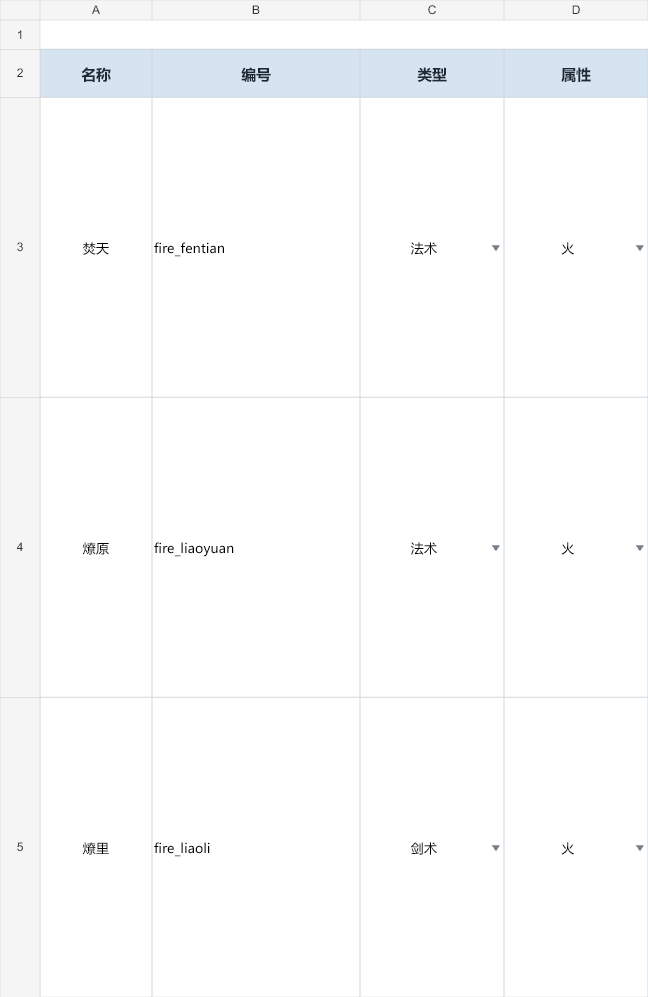 A B C D
1
2 名称 编号 类型 属性
3 焚天 fire_fentian 法术 火
4 燎原 fire_liaoyuan 法术 火
5 燎里 fire_liaoli 剑术 火